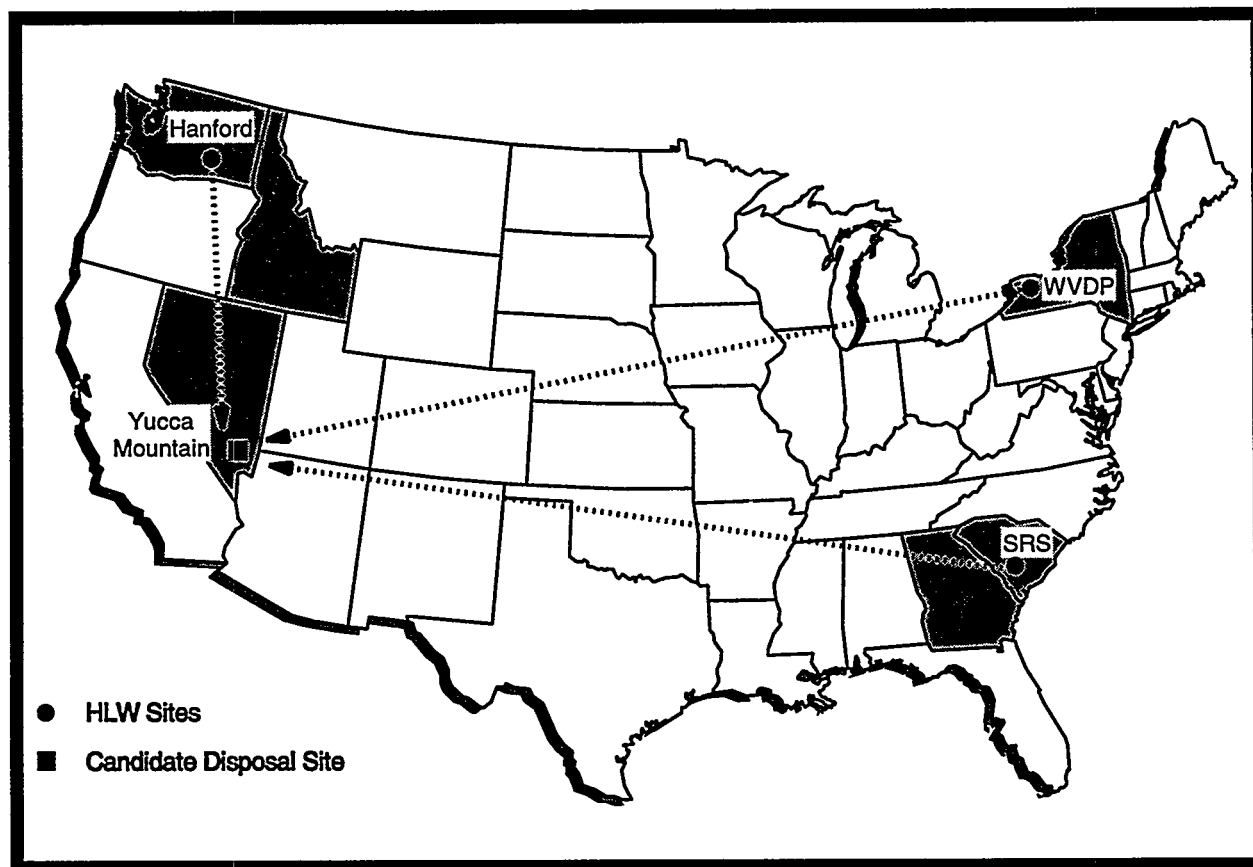 Hanford
WVDP
Yucca
Mountain
SRS
HLW Sites
Candidate Disposal Site